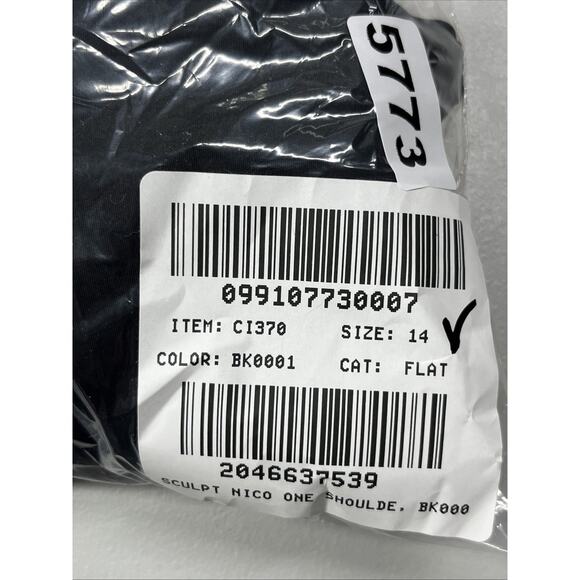 5773
099107730007
ITEM: CI370 SIZE: 14
COLOR: BK0001 CAT: FLAT
2046637539
SCULPT NICO ONE SHOULDE, BK000